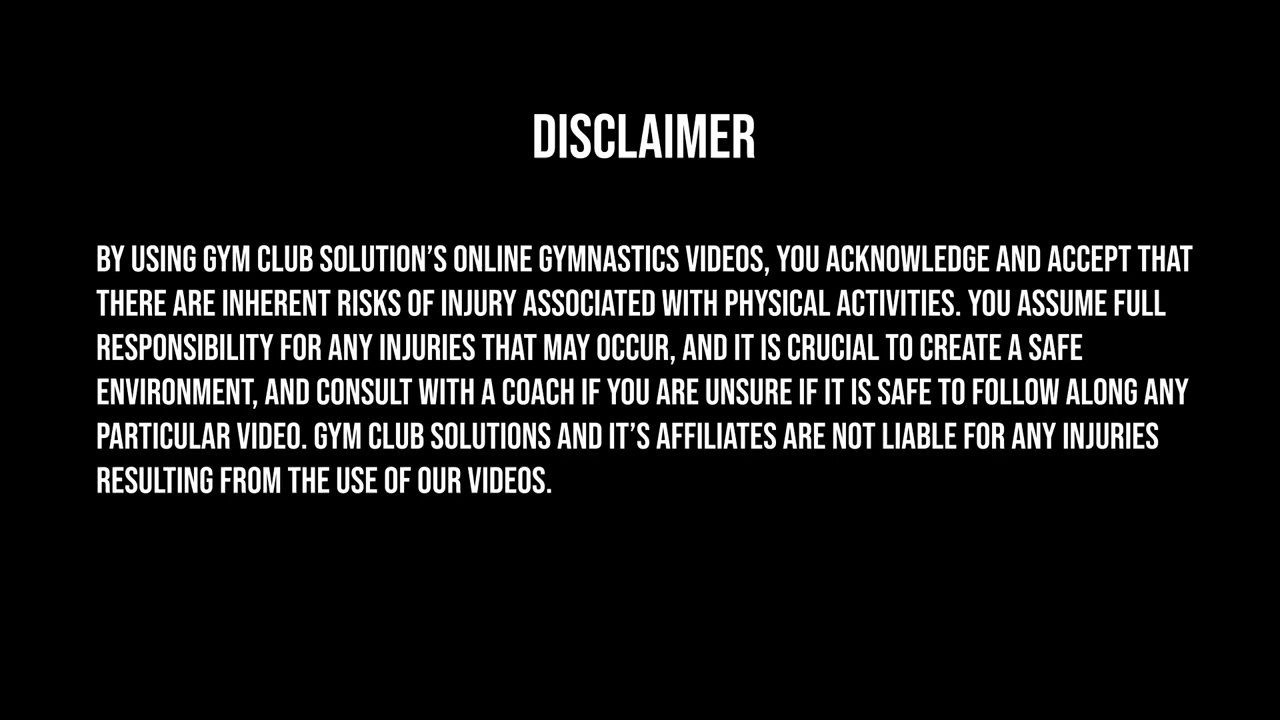 DISCLAIMER
BY USING GYM CLUB SOLUTION’S ONLINE GYMNASTICS VIDEOS, YOU ACKNOWLEDGE AND ACCEPT THAT
THERE ARE INHERENT RISKS OF INJURY ASSOCIATED WITH PHYSICAL ACTIVITIES. YOU ASSUME FULL
RESPONSIBILITY FOR ANY INJURIES THAT MAY OCCUR, AND IT IS CRUCIAL TO CREATE A SAFE
ENVIRONMENT, AND CONSULT WITH A COACH IF YOU ARE UNSURE IF IT IS SAFE TO FOLLOW ALONG ANY
PARTICULAR VIDEO. GYM CLUB SOLUTIONS AND IT’S AFFILIATES ARE NOT LIABLE FOR ANY INJURIES
RESULTING FROM THE USE OF OUR VIDEOS.